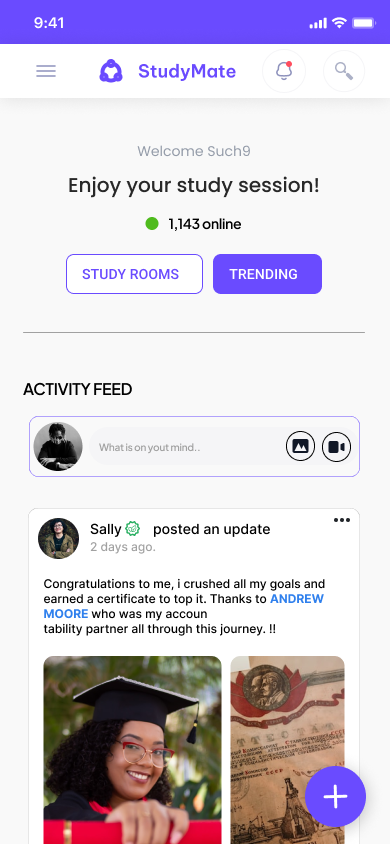 9:41
StudyMate
Welcome Such9
Enjoy your study session!
1,143 online
STUDY ROOMS
TRENDING
ACTIVITY FEED
What is on yout mind..
Sally posted an update
2 days ago.
Congratulations to me, i crushed all my goals and
earned a certificate to top it. Thanks to ANDREW
MOORE who was my accoun
tability partner all through this journey. !!